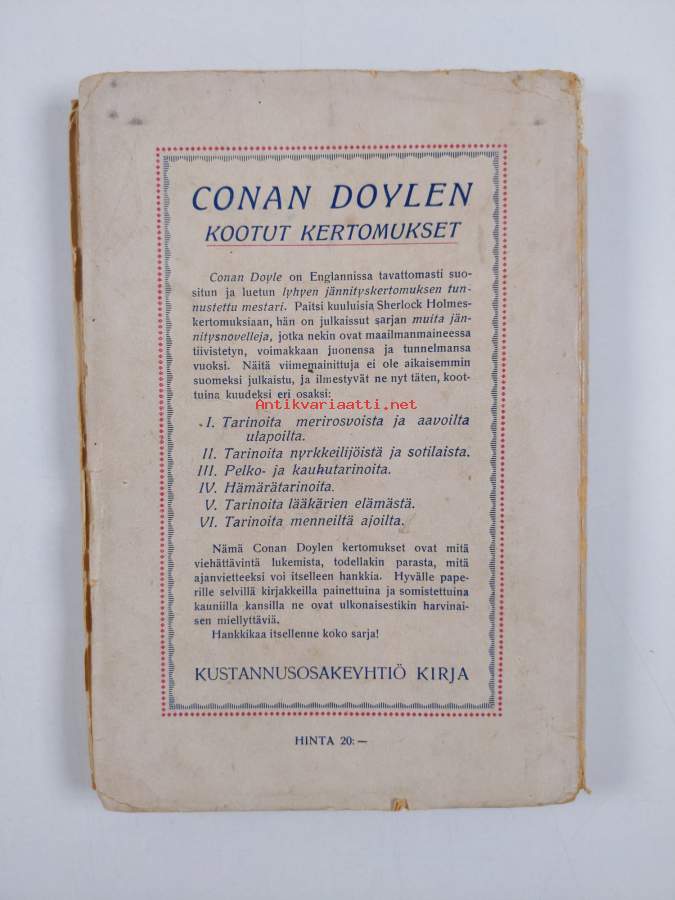 CONAN DOYLEN
KOOTUT KERTOMUKSET
Conan Doyle on Englannissa tavattomasti suo-
situn ja luetun lyhyen jännityskertomuksen tun-
nustettu mestari. Paitsi kuuluisia Sherlock Holmes-
kertomuksiaan, hän on julkaissut sarjan muita jän-
nitysnovelleja, jotka nekin ovat maailmanmaineessa
tiivistetyn, voimakkaan juonensa ja tunnelmansa
vuoksi. Näitä viimemainittuja ei ole aikaisemmin
suomeksi julkaistu, ja ilmestyvät ne nyt täten, koot-
tuina kuudeksi eri osaksi:
Antikvariaatti.net
I. Tarinoita merirosvoista ja aavoilta
ulapoilta.
II. Tarinoita nyrkkeilijöistä ja sotilaista.
III. Pelko- ja kauhutarinoita.
IV. Hämärätarinoita.
V. Tarinoita lääkärien elämästä.
VI. Tarinoita menneiltä ajoilta.
Nämä Conan Doylen kertomukset ovat mitä
viehättävintä lukemista, todellakin parasta, mitä
ajanvietteeksi voi itselleen hankkia. Hyvälle pape-
rille selvillä kirjakkeilla painettuina ja somistettuina
kauniilla kansilla ne ovat ulkonaisestikin harvinai-
sen miellyttäviä.
Hankkikaa itsellenne koko sarja!
KUSTANNUSOSAKEYHTIÖ KIRJA
HINTA 20:—